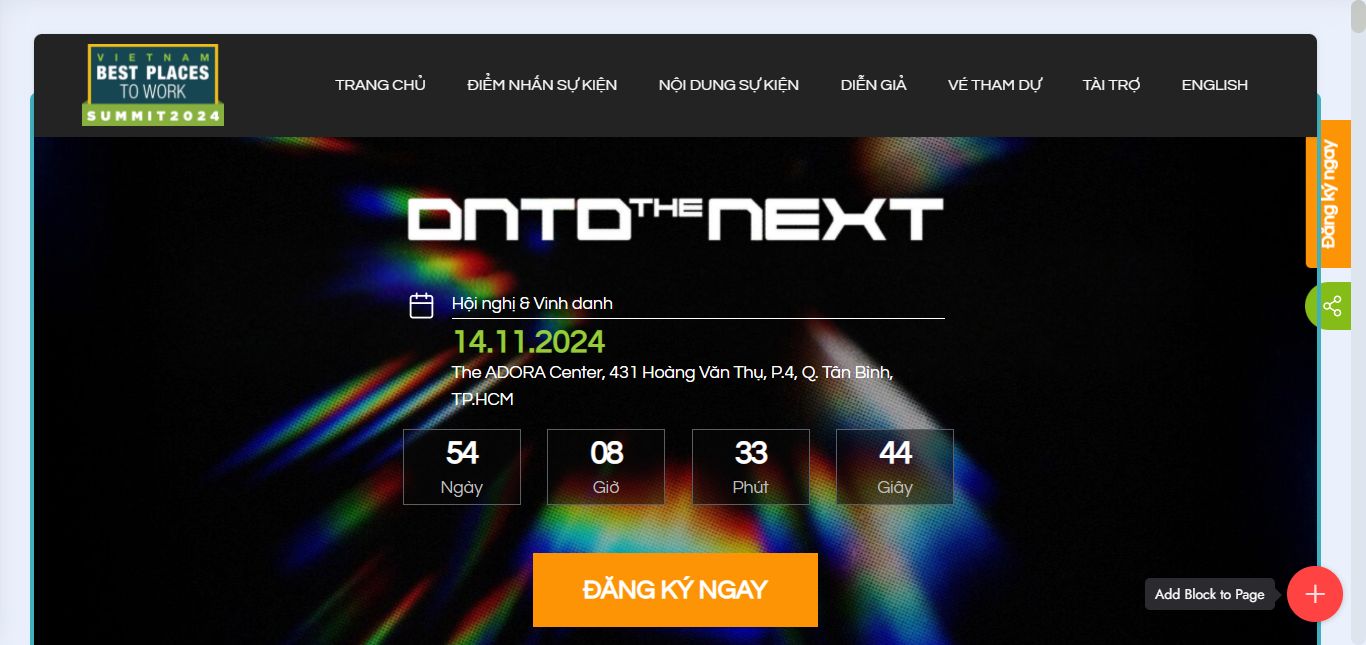 VIETNAM
BEST PLACES
TO WORK
SUMMIT2024
TRANG CHỦ
ĐIỂM NHẤN SỰ KIỆN
NỘI DUNG SỰ KIỆN
DIỄN GIẢ
VÉ THAM DỰ
TÀI TRỢ
ENGLISH
Đăng ký ngay
ONTO THE NEXT
Hội nghị & Vinh danh
14.11.2024
The ADORA Center, 431 Hoàng Văn Thụ, P.4, Q. Tân Bình,
TP.HCM
54
Ngày
08
Giờ
33
Phút
44
Giây
ĐĂNG KÝ NGAY
Add Block to Page